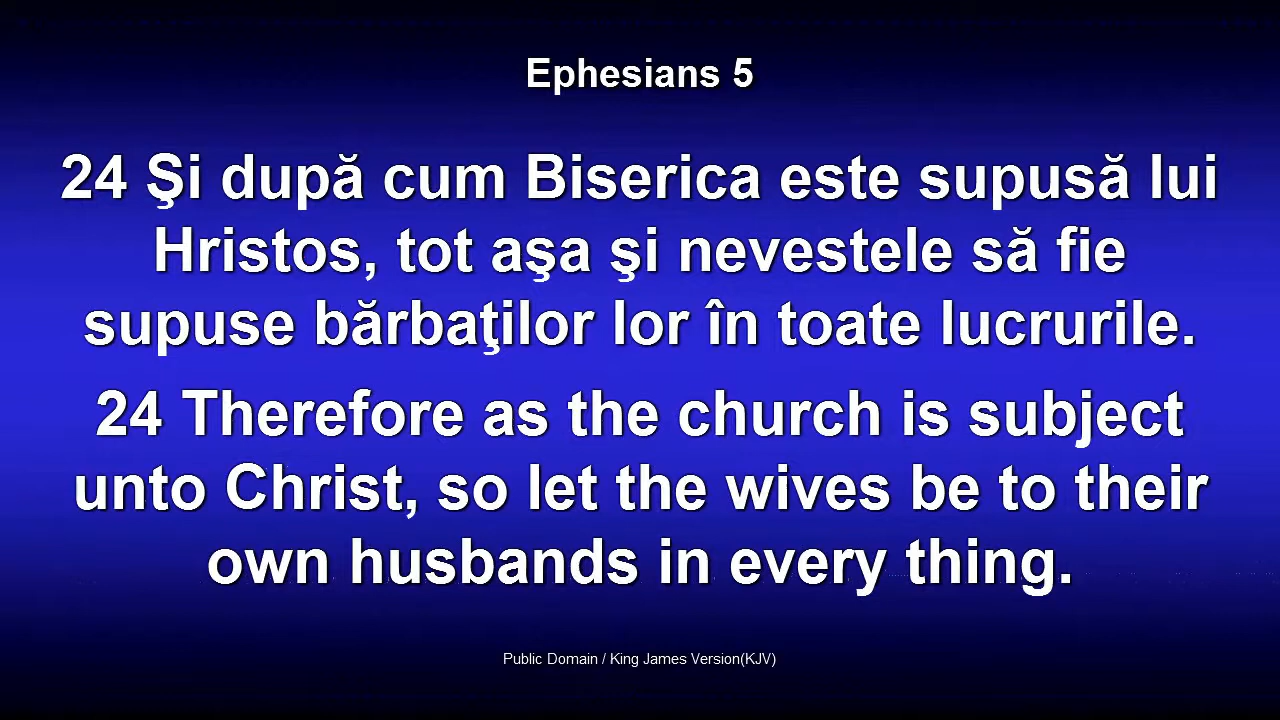 Ephesians 5
24 Şi după cum Biserica este supusă lui
Hristos, tot aşa şi nevestele să fie
supuse bărbaţilor lor în toate lucrurile.
24 Therefore as the church is subject
unto Christ, so let the wives be to their
own husbands in every thing.
Public Domain / King James Version(KJV)